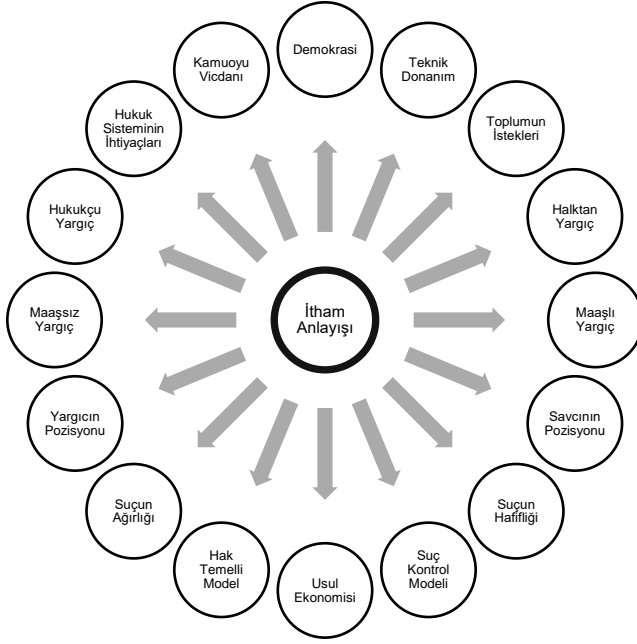 Demokrasi
Teknik
Donanım
Toplumun
İstekleri
Halktan
Yargıç
Maaşlı
Yargıç
Savcının
Pozisyonu
Suçun
Hafifliği
Suç
Kontrol
Modeli
Usul
Ekonomisi
Hak
Temelli
Model
Suçun
Ağırlığı
Yargıcın
Pozisyonu
Maaşsız
Yargıç
Hukukçu
Yargıç
Hukuk
Sisteminin
İhtiyaçları
Kamuoyu
Vicdanı
İtham
Anlayışı